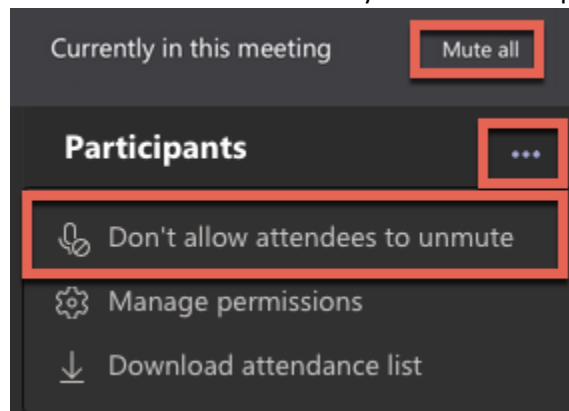 Currently in this meeting Mute all
Participants ...
Don't allow attendees to unmute
Manage permissions
Download attendance list